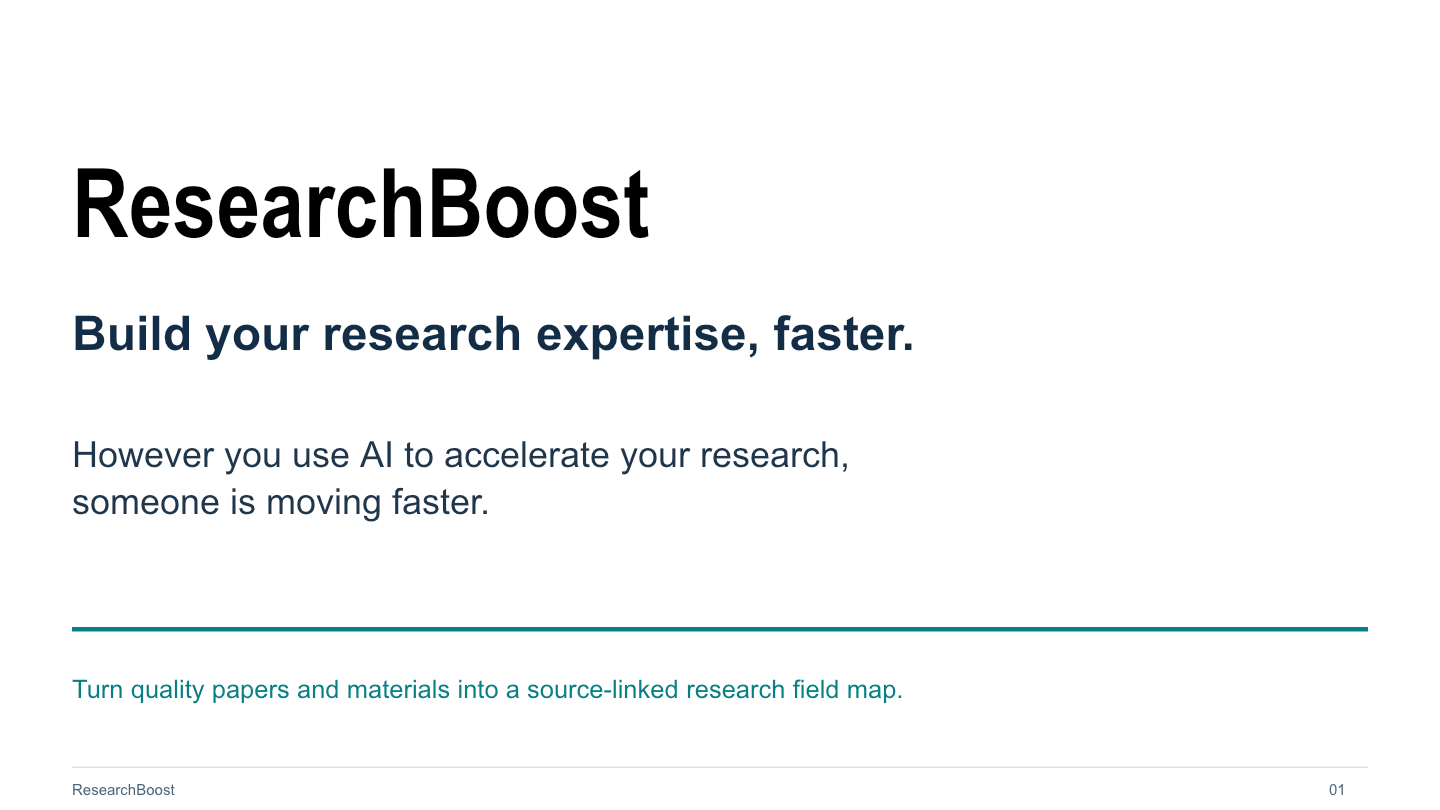 ResearchBoost
Build your research expertise, faster.
However you use AI to accelerate your research,
someone is moving faster.
Turn quality papers and materials into a source-linked research field map.
ResearchBoost
01